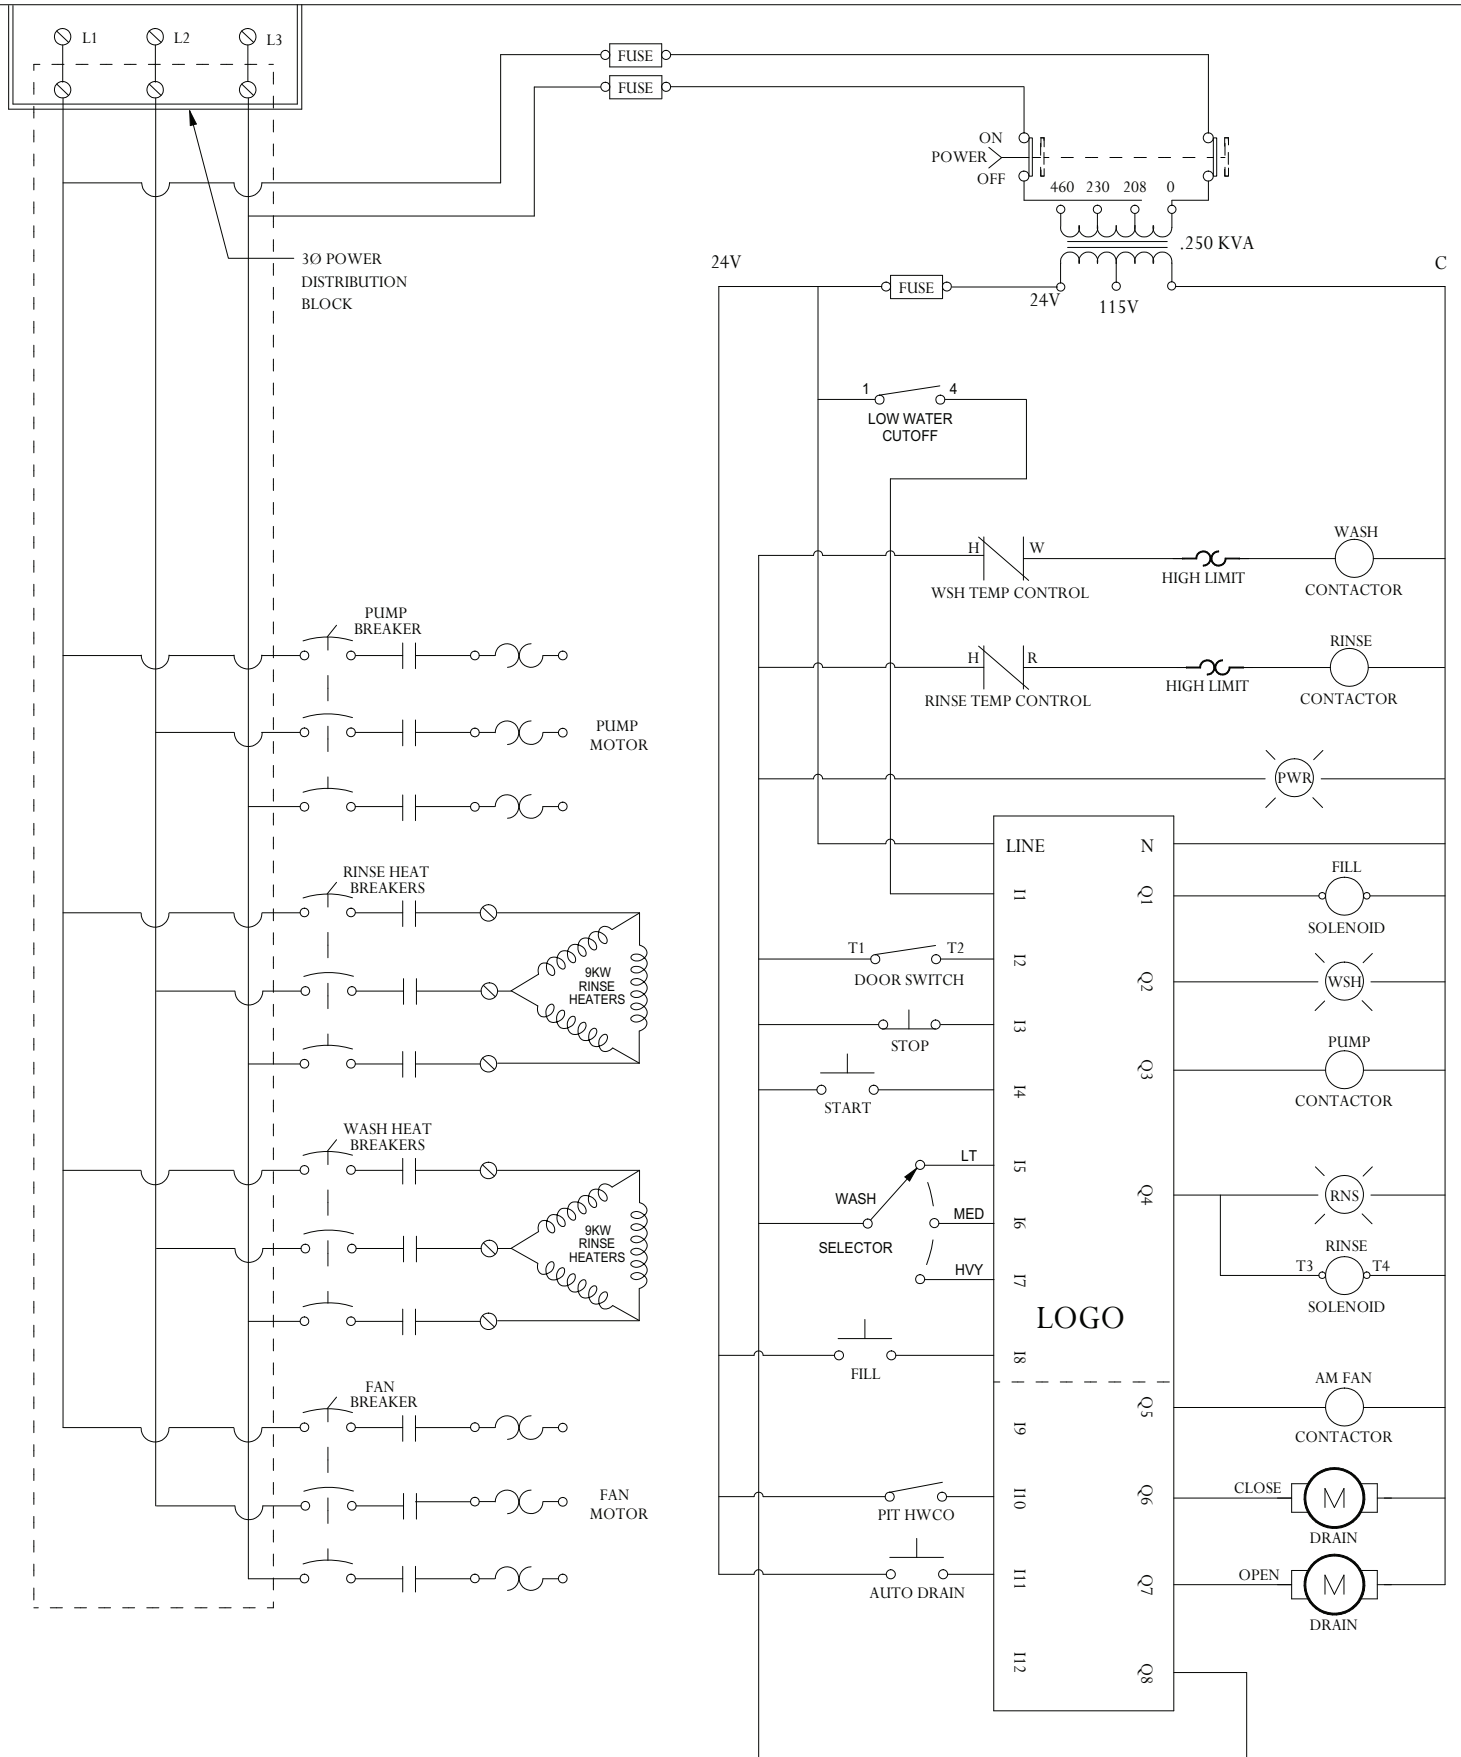 L1
L2
L3
FUSE
FUSE
ON
POWER
OFF
460 230 208 0
.250 KVA
3Ø POWER
DISTRIBUTION
BLOCK
24V
FUSE
24V
115V
C
1
4
LOW WATER
CUTOFF
H
W
WSH TEMP CONTROL
HIGH LIMIT
WASH
CONTACTOR
H
R
RINSE TEMP CONTROL
HIGH LIMIT
RINSE
CONTACTOR
PWR
PUMP
BREAKER
PUMP
MOTOR
RINSE HEAT
BREAKERS
9KW
RINSE
HEATERS
WASH HEAT
BREAKERS
9KW
RINSE
HEATERS
FAN
BREAKER
FAN
MOTOR
LINE
N
I1
Q1
FILL
SOLENOID
T1
T2
DOOR SWITCH
I2
Q2
WSH
STOP
I3
Q3
PUMP
CONTACTOR
START
I4
LT
I5
WASH
SELECTOR
MED
I6
HVY
I7
Q4
RNS
RINSE
T3
T4
SOLENOID
LOGO
FILL
I8
Q5
AM FAN
CONTACTOR
I9
PIT HWCO
I10
Q6
CLOSE
M
DRAIN
AUTO DRAIN
I11
Q7
OPEN
M
DRAIN
I12
Q8